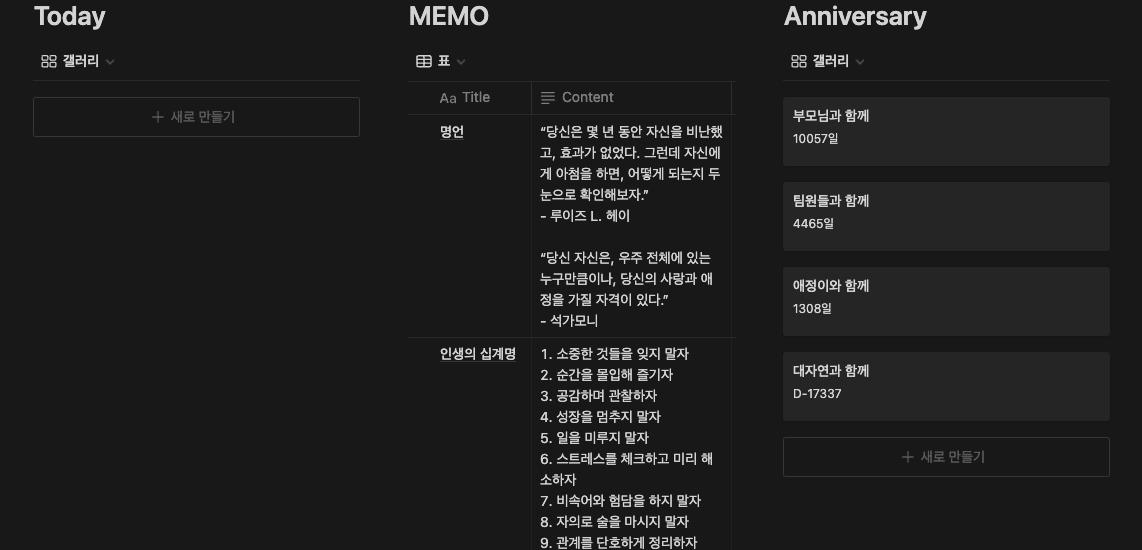 Today
갤러리
+ 새로 만들기
MEMO
표
Aa Title
Content
명언
“당신은 몇 년 동안 자신을 비난했
고, 효과가 없었다. 그런데 자신에
게 아첨을 하면, 어떻게 되는지 두
눈으로 확인해보자.”
- 루이즈 L. 헤이
“당신 자신은, 우주 전체에 있는
누구만큼이나, 당신의 사랑과 애
정을 가질 자격이 있다.”
- 석가모니
인생의 십계명
1. 소중한 것들을 잊지 말자
2. 순간을 몰입해 즐기자
3. 공감하며 관찰하자
4. 성장을 멈추지 말자
5. 일을 미루지 말자
6. 스트레스를 체크하고 미리 해
소하자
7. 비속어와 험담을 하지 말자
8. 자의로 술을 마시지 말자
9. 관계를 단호하게 정리하자
Anniversary
갤러리
부모님과 함께
10057일
팀원들과 함께
4465일
애정이와 함께
1308일
대자연과 함께
D-17337
+ 새로 만들기